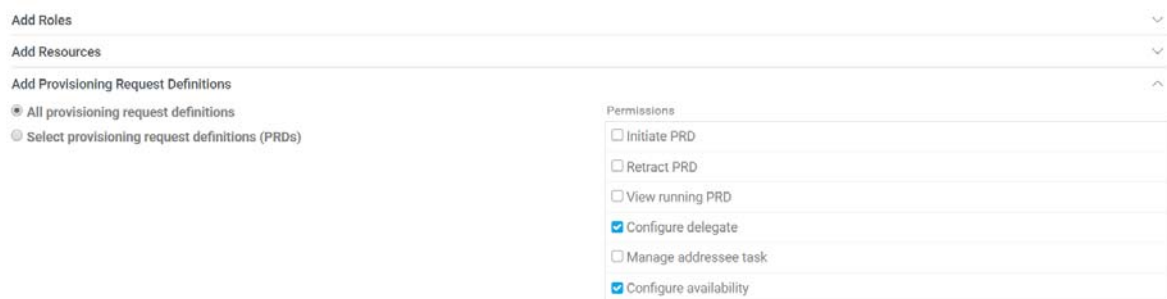 Add Roles
Add Resources
Add Provisioning Request Definitions
All provisioning request definitions
Select provisioning request definitions (PRDs)
Permissions
Initiate PRD
Retract PRD
View running PRD
Configure delegate
Manage addressee task
Configure availability